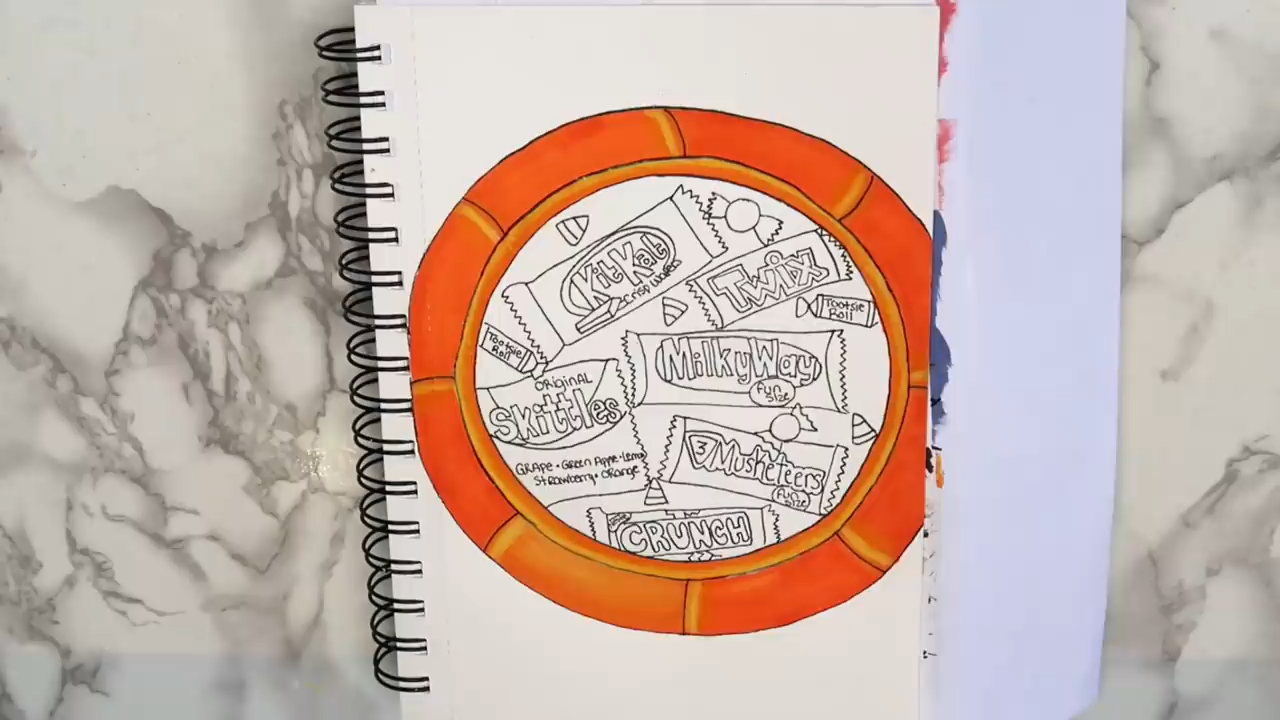 KitKat
Crisp Wafers
Twix
Tootsie
Roll
Tootsie
Roll
MilkyWay
Fun
Size
ORiGinAL
Skittles
GRApe • Green Apple • Lemon
Strawberry • Orange
3 Musketeers
Fun
Size
CRUNCH